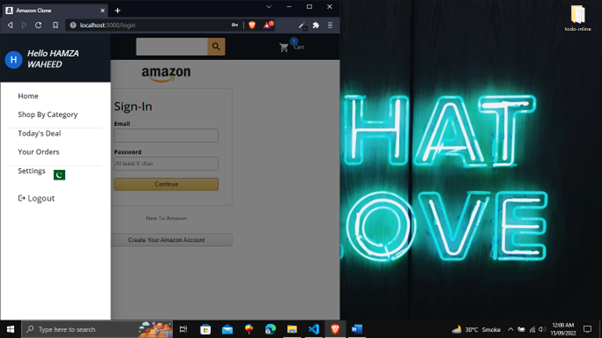 Amazon Clone
localhost:3000/login
Hello HAMZA
WAHEED
H
Home
Shop By Category
Today's Deal
Your Orders
Settings
Logout
Cart
amazon
Sign-In
Email
Password
At least 6 char
Continue
New To Amazon
Create Your Amazon Account
todo-inline
HAT
LOVE
Type here to search
30°C Smoke
12:00 AM
15/09/2022